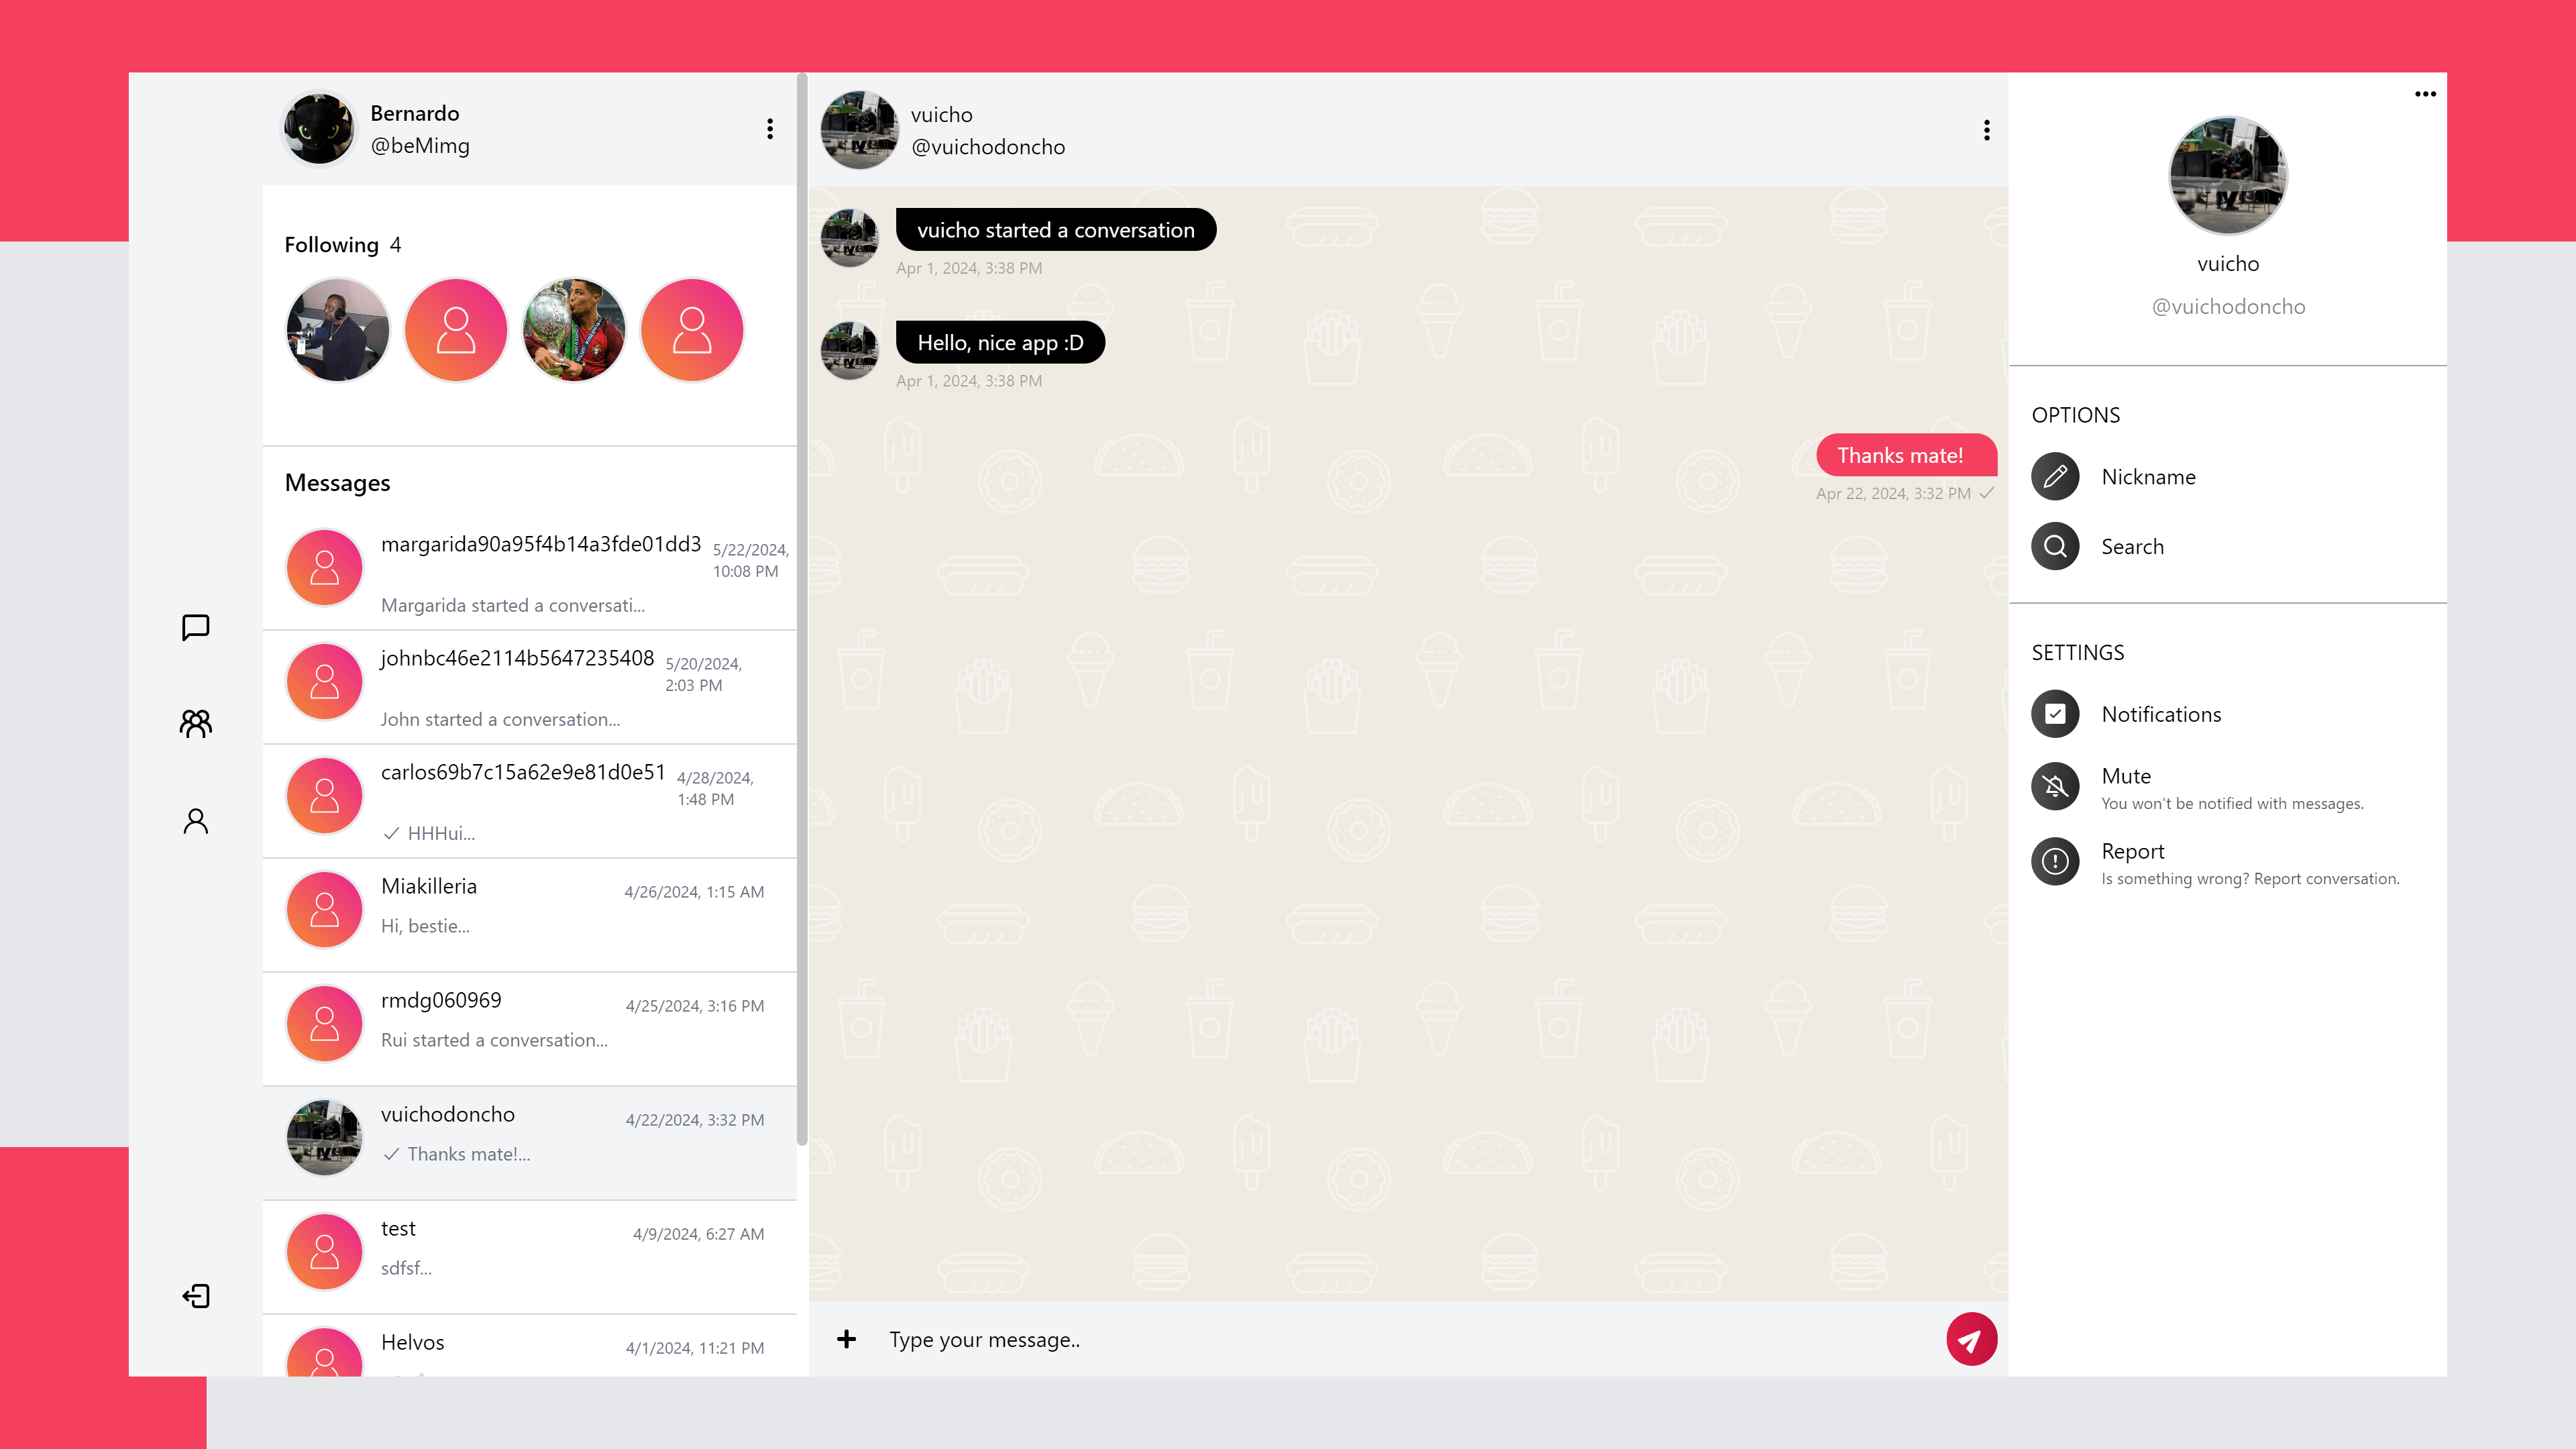 Bernardo
@beMimg
Following 4
Messages
margarida90a95f4b14a3fde01dd3
5/22/2024,
10:08 PM
Margarida started a conversati...
johnbc46e2114b5647235408
5/20/2024,
2:03 PM
John started a conversation...
carlos69b7c15a62e9e81d0e51
4/28/2024,
1:48 PM
HHHui...
Miakilleria
4/26/2024, 1:15 AM
Hi, bestie...
rmdg060969
4/25/2024, 3:16 PM
Rui started a conversation...
vuichodoncho
4/22/2024, 3:32 PM
Thanks mate!...
test
4/9/2024, 6:27 AM
sdfsf...
Helvos
4/1/2024, 11:21 PM
vuicho
@vuichodoncho
vuicho started a conversation
Apr 1, 2024, 3:38 PM
Hello, nice app :D
Apr 1, 2024, 3:38 PM
Thanks mate!
Apr 22, 2024, 3:32 PM
Type your message..
vuicho
@vuichodoncho
OPTIONS
Nickname
Search
SETTINGS
Notifications
Mute
You won't be notified with messages.
Report
Is something wrong? Report conversation.